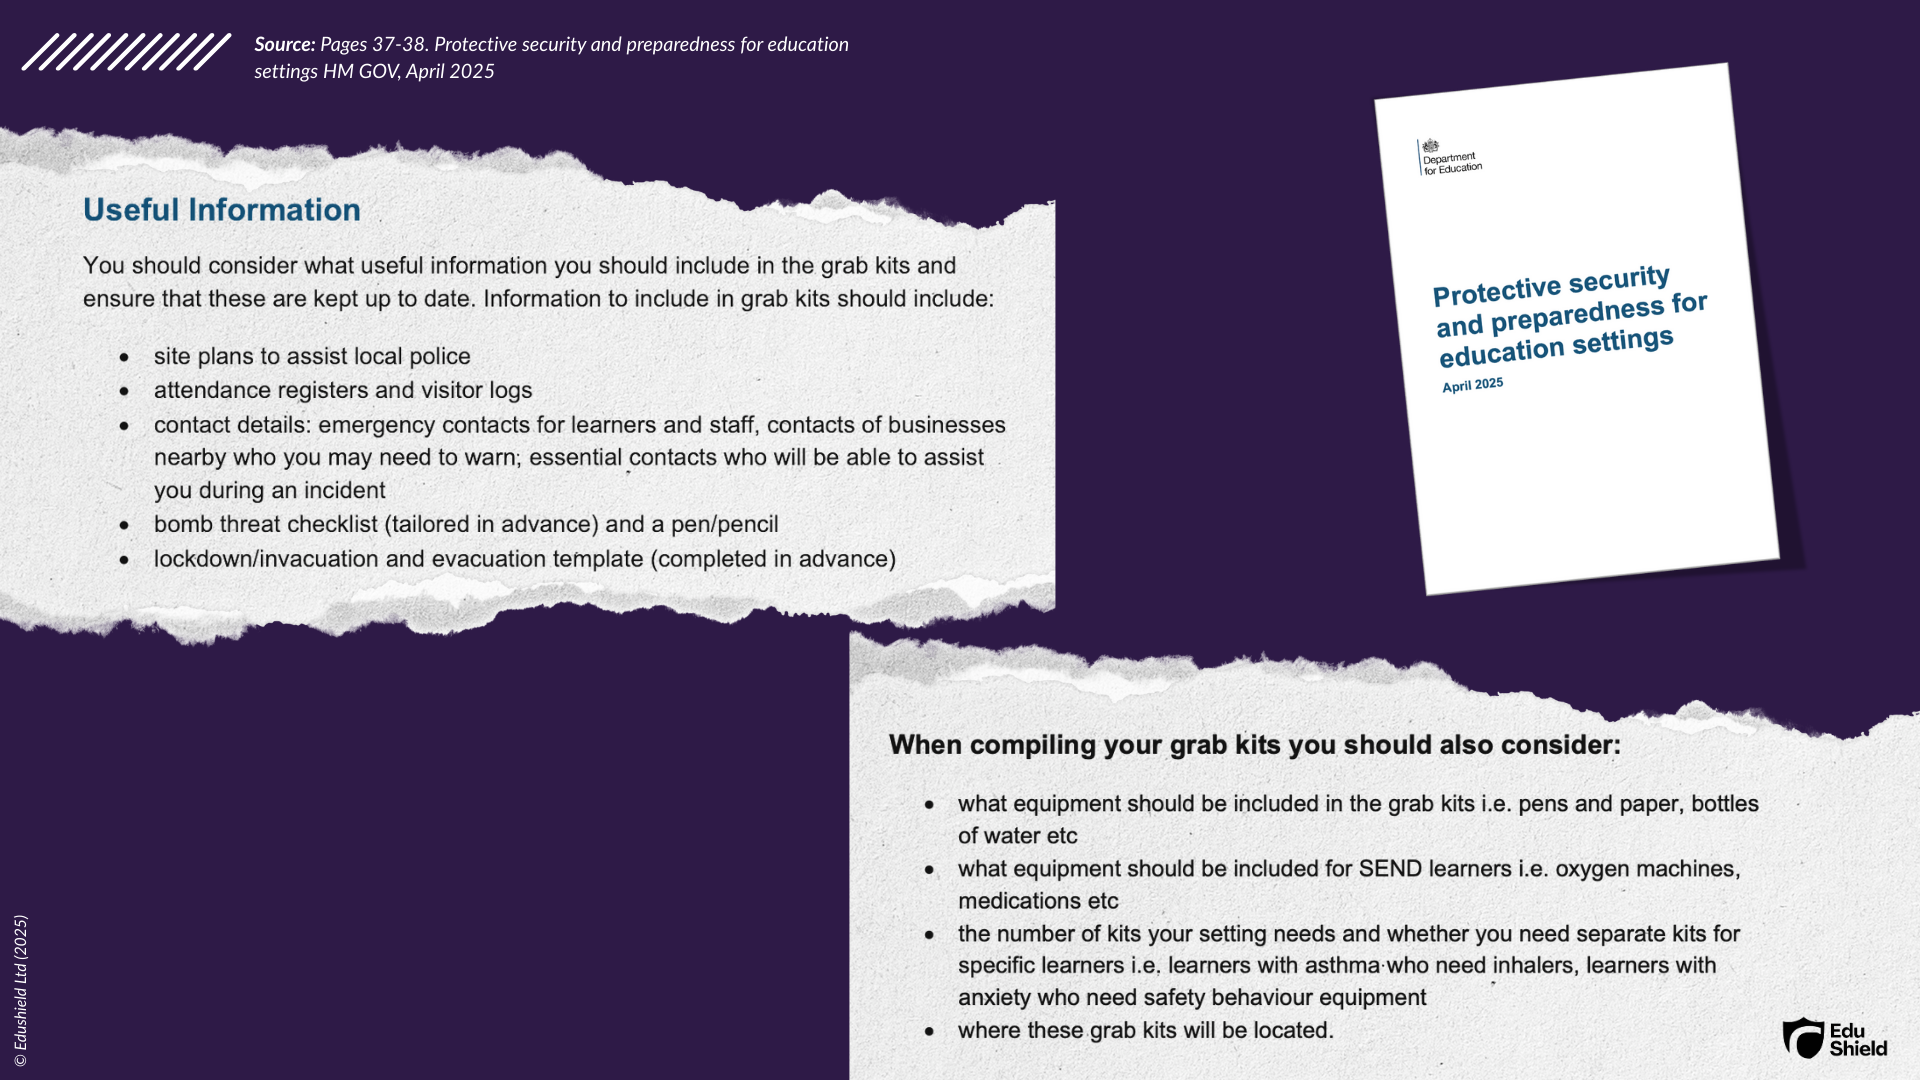 Source: Pages 37-38. Protective security and preparedness for education
settings HM GOV, April 2025
Useful Information
You should consider what useful information you should include in the grab kits and
ensure that these are kept up to date. Information to include in grab kits should include:
• site plans to assist local police
• attendance registers and visitor logs
• contact details: emergency contacts for learners and staff, contacts of businesses
nearby who you may need to warn; essential contacts who will be able to assist
you during an incident
• bomb threat checklist (tailored in advance) and a pen/pencil
• lockdown/invacuation and evacuation template (completed in advance)
Department
for Education
Protective security
and preparedness for
education settings
April 2025
When compiling your grab kits you should also consider:
• what equipment should be included in the grab kits i.e. pens and paper, bottles
of water etc
• what equipment should be included for SEND learners i.e. oxygen machines,
medications etc
• the number of kits your setting needs and whether you need separate kits for
specific learners i.e. learners with asthma who need inhalers, learners with
anxiety who need safety behaviour equipment
• where these grab kits will be located.
© Edushield Ltd (2025)
Edu
Shield